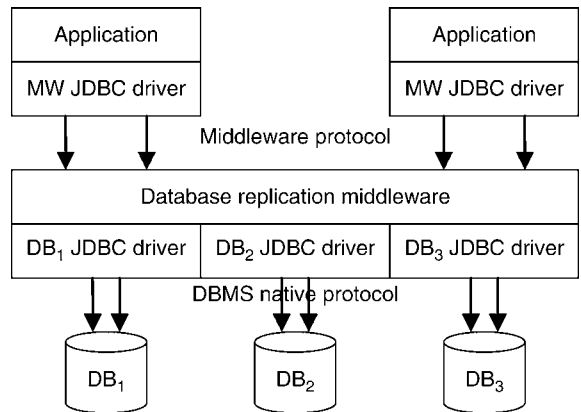 Application
Application
MW JDBC driver
MW JDBC driver
Middleware protocol
Database replication middleware
DB₁ JDBC driver
DB₂ JDBC driver
DB₃ JDBC driver
DBMS native protocol
DB₁
DB₂
DB₃